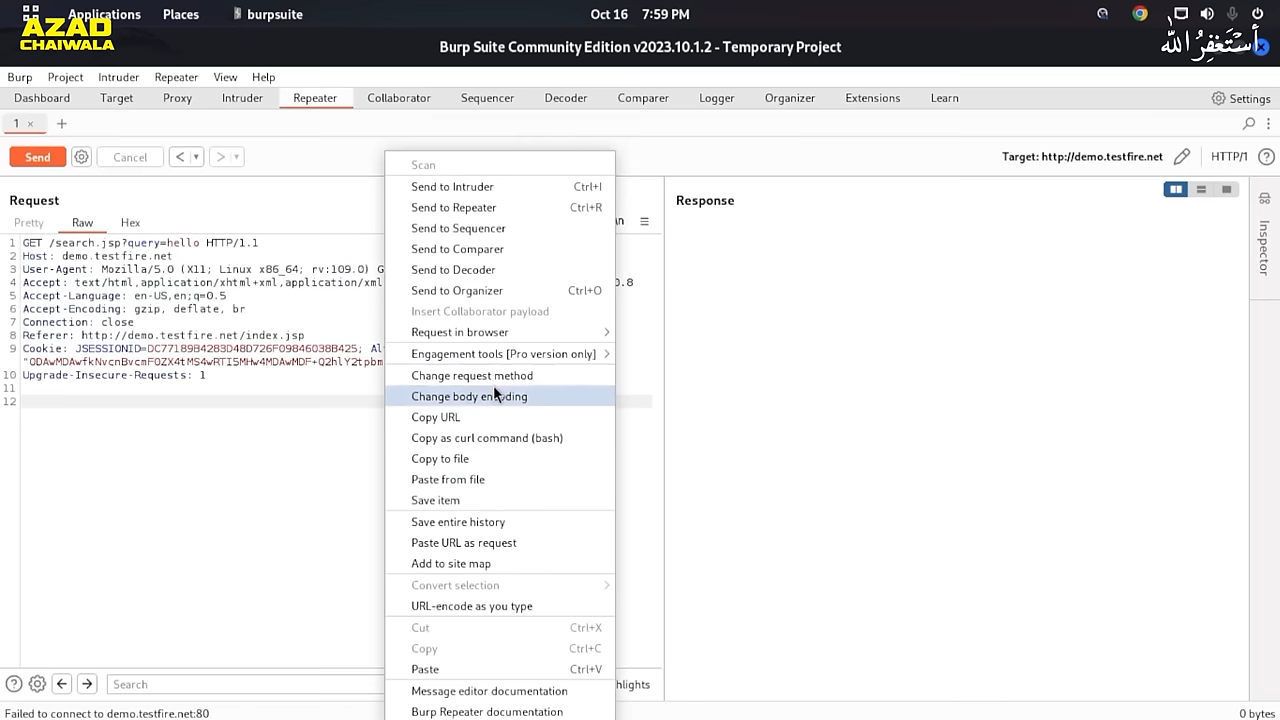 Applications Places burpsuite Oct 16 7:59 PM
AZAD
CHAIWALA
أستغفر الله
Burp Suite Community Edition v2023.10.1.2 - Temporary Project
Burp Project Intruder Repeater View Help
Dashboard Target Proxy Intruder Repeater Collaborator Sequencer Decoder Comparer Logger Organizer Extensions Learn Settings
1 × +
Send Cancel < > Target: http://demo.testfire.net HTTP/1
Request
Pretty Raw Hex
1 GET /search.jsp?query=hello HTTP/1.1
2 Host: demo.testfire.net
3 User-Agent: Mozilla/5.0 (X11; Linux x86_64; rv:109.0) G
4 Accept: text/html,application/xhtml+xml,application/xml 0.8
5 Accept-Language: en-US,en;q=0.5
6 Accept-Encoding: gzip, deflate, br
7 Connection: close
8 Referer: http://demo.testfire.net/index.jsp
9 Cookie: JSESSIONID=DC771B9B4283D48D726F09846038B425; Al
"ODAwMDAwfkNvcnBvcmF0ZX4tMS4wRTI5MHw4MDAwMDF+Q2hlY2tpbm
10 Upgrade-Insecure-Requests: 1
11
12
Scan
Send to Intruder Ctrl+I
Send to Repeater Ctrl+R
Send to Sequencer
Send to Comparer
Send to Decoder
Send to Organizer Ctrl+O
Insert Collaborator payload
Request in browser >
Engagement tools [Pro version only] >
Change request method
Change body encoding
Copy URL
Copy as curl command (bash)
Copy to file
Paste from file
Save item
Save entire history
Paste URL as request
Add to site map
Convert selection >
URL-encode as you type
Cut Ctrl+X
Copy Ctrl+C
Paste Ctrl+V
Message editor documentation
Burp Repeater documentation
Response
Inspector
Search hlights
Failed to connect to demo.testfire.net:80 0 bytes